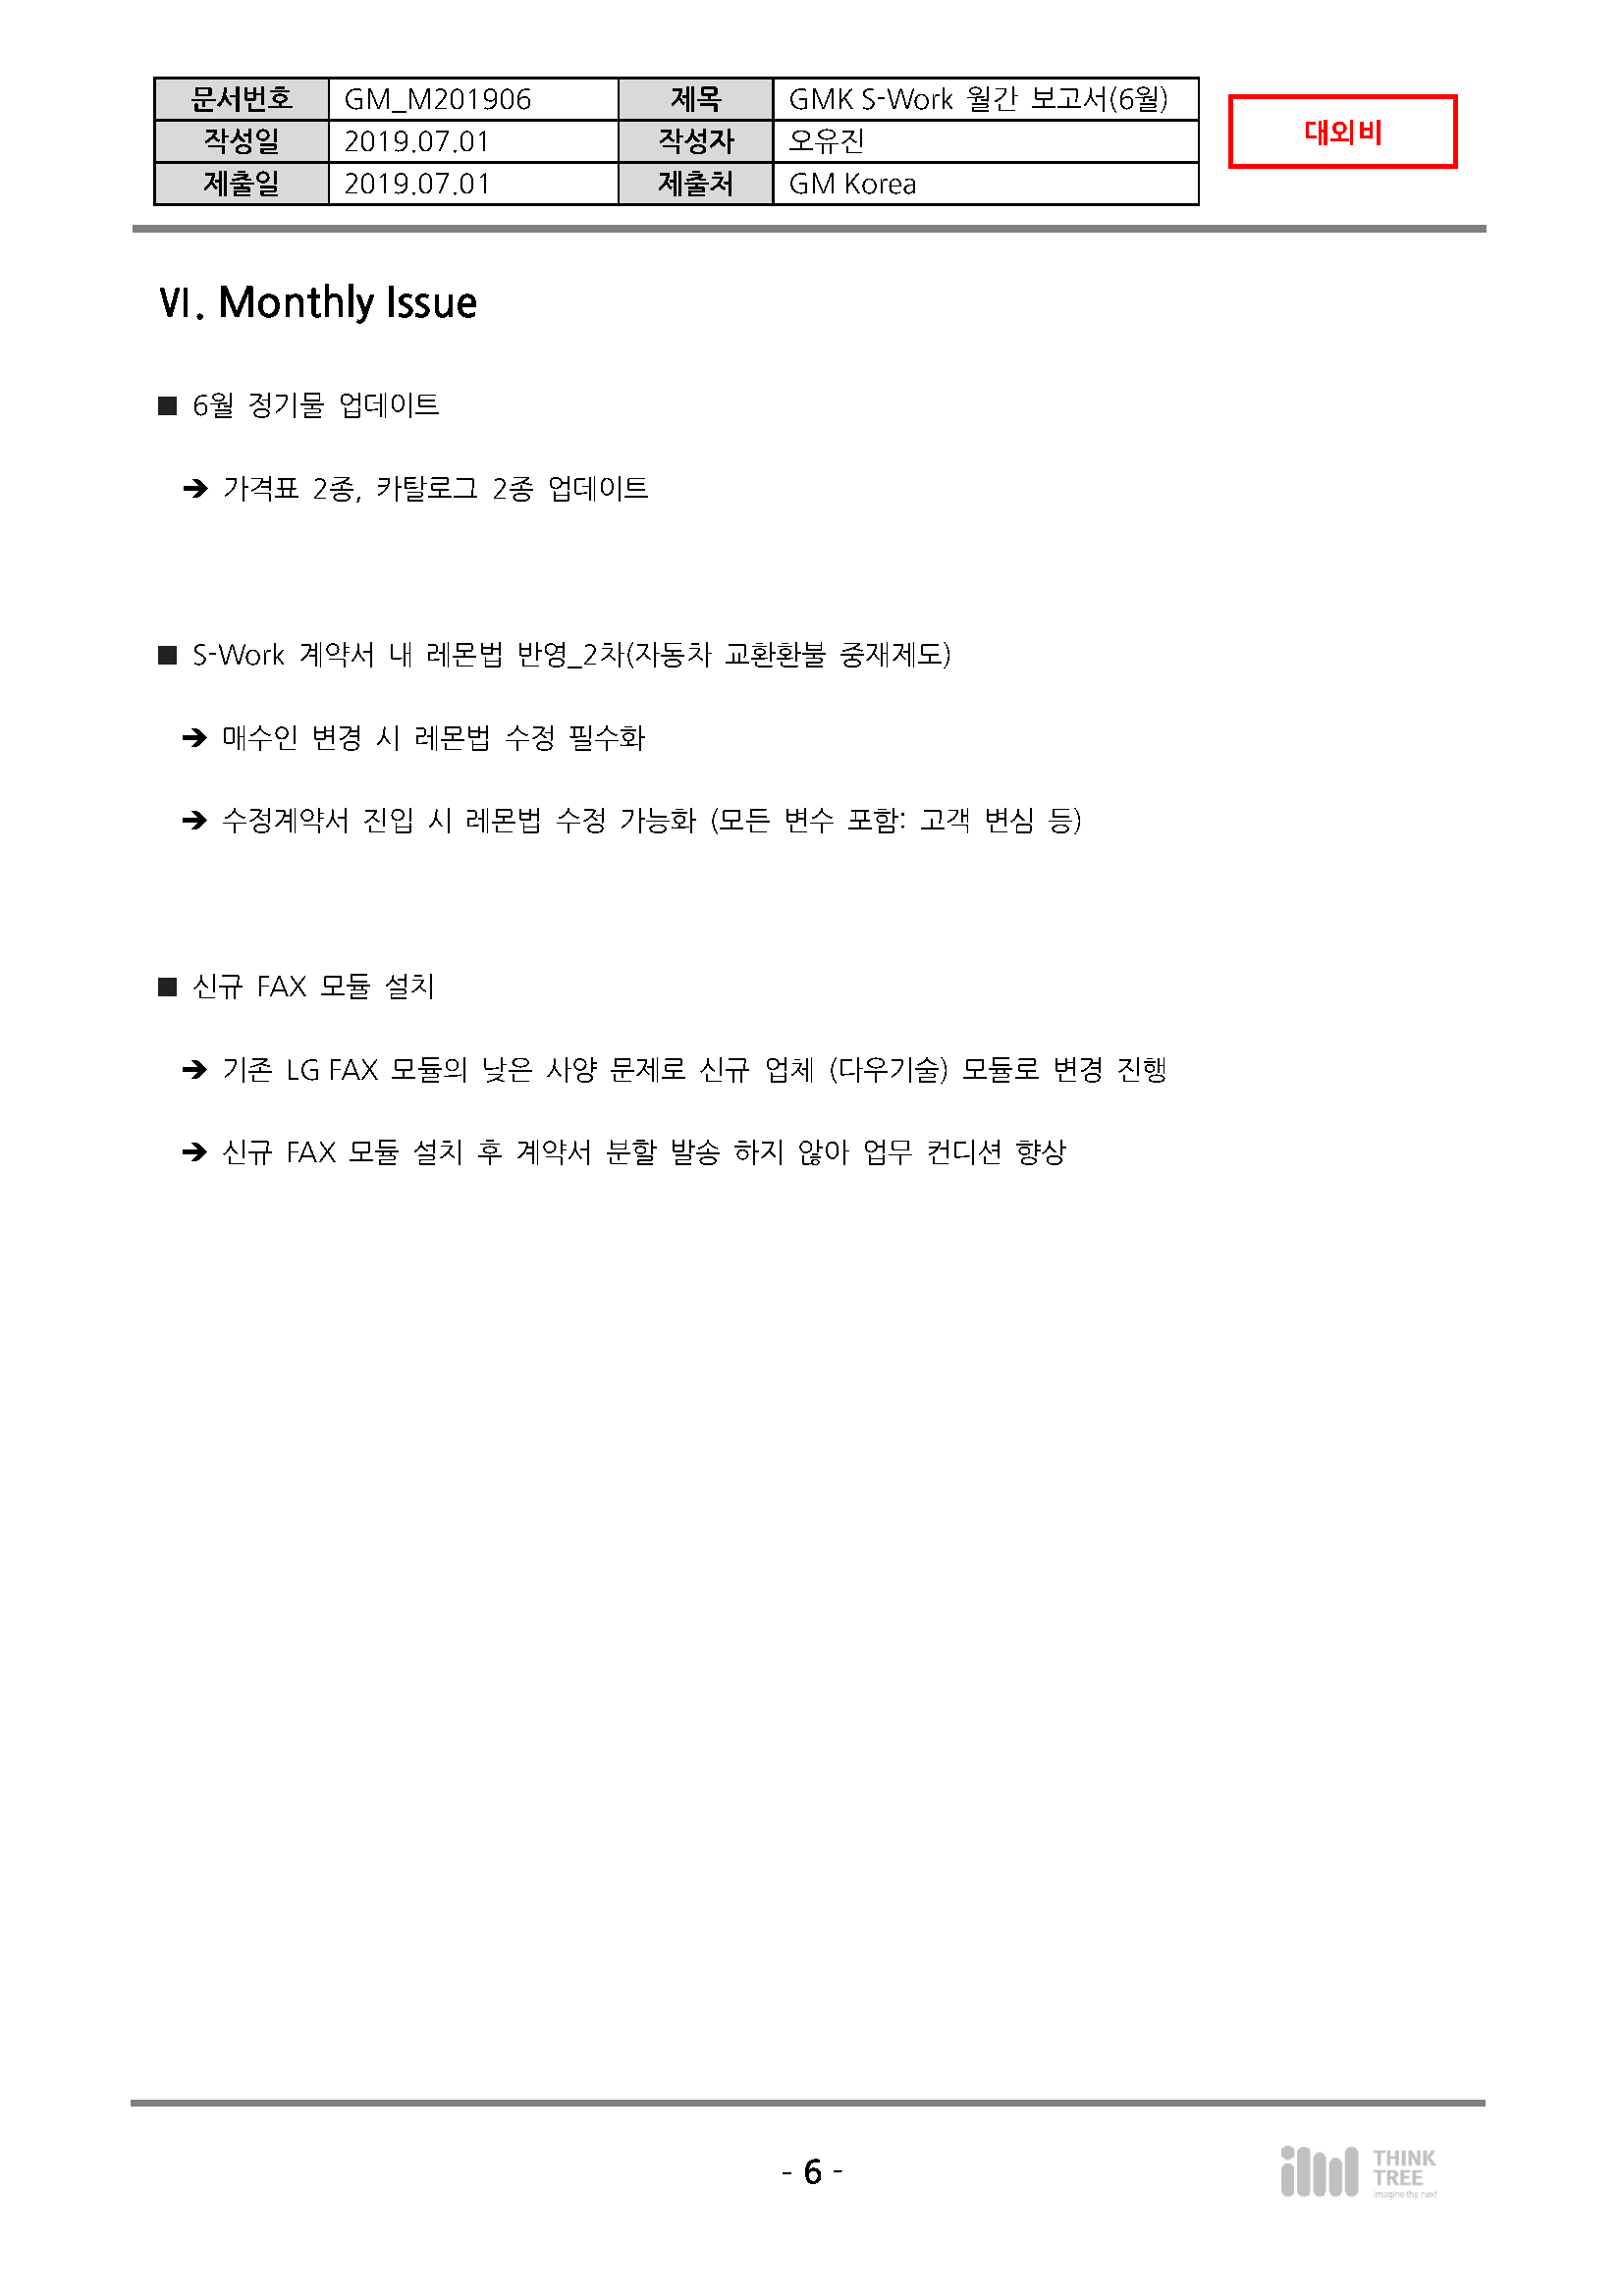 문서번호 GM_M201906 제목 GMK S-Work 월간 보고서(6월)
대외비
작성일 2019.07.01 작성자 오유진
제출일 2019.07.01 제출처 GM Korea
Ⅵ. Monthly Issue
■ 6월 정기물 업데이트
➔ 가격표 2종, 카탈로그 2종 업데이트
■ S-Work 계약서 내 레몬법 반영_2차(자동차 교환환불 중재제도)
➔ 매수인 변경 시 레몬법 수정 필수화
➔ 수정계약서 진입 시 레몬법 수정 가능화 (모든 변수 포함: 고객 변심 등)
■ 신규 FAX 모듈 설치
➔ 기존 LG FAX 모듈의 낮은 사양 문제로 신규 업체 (다우기술) 모듈로 변경 진행
➔ 신규 FAX 모듈 설치 후 계약서 분할 발송 하지 않아 업무 컨디션 향상
- 6 -
THINK
TREE
imagine the next